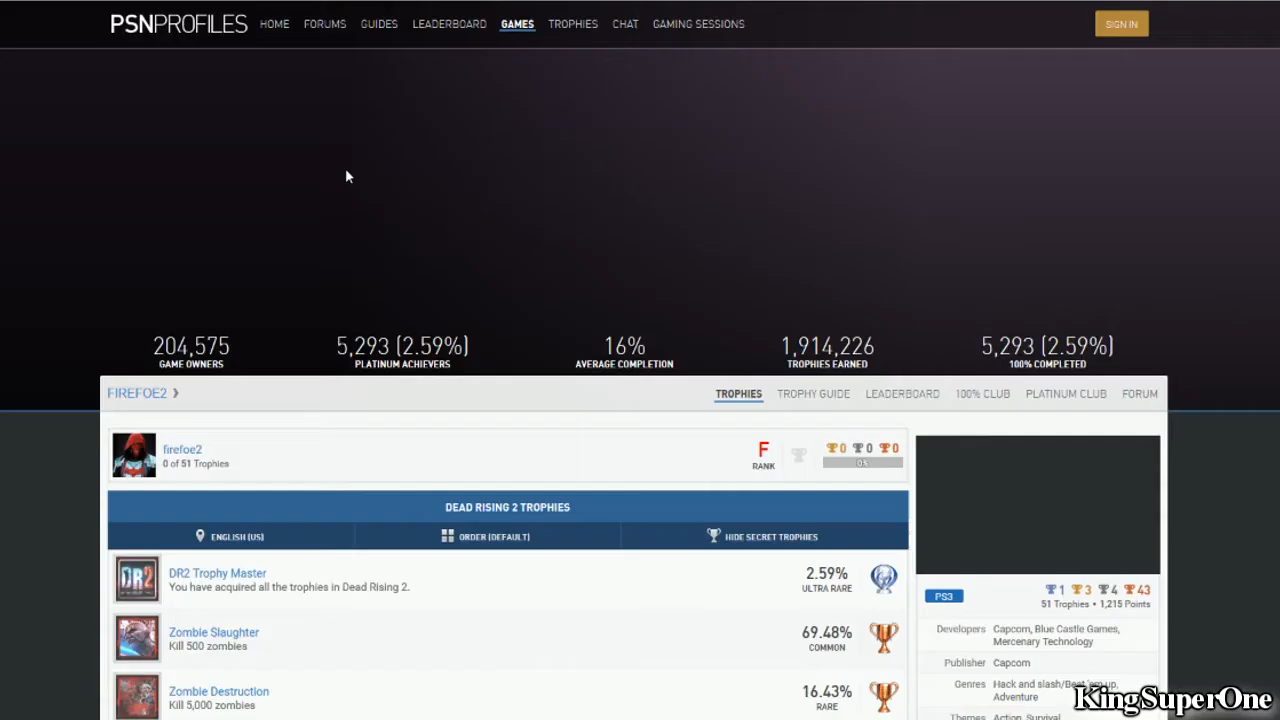 PSNPROFILES HOME FORUMS GUIDES LEADERBOARD GAMES TROPHIES CHAT GAMING SESSIONS SIGN IN
204,575 5,293 (2.59%) 16% 1,914,226 5,293 (2.59%)
GAME OWNERS PLATINUM ACHIEVERS AVERAGE COMPLETION TROPHIES EARNED 100% COMPLETED
FIREFOE2 TROPHIES TROPHY GUIDE LEADERBOARD 100% CLUB PLATINUM CLUB FORUM
firefoe2
0 of 51 Trophies
F
RANK
0 0 0
0%
DEAD RISING 2 TROPHIES
ENGLISH (US) ORDER (DEFAULT) HIDE SECRET TROPHIES
DR2
DR2 Trophy Master
You have acquired all the trophies in Dead Rising 2.
2.59%
ULTRA RARE
Zombie Slaughter
Kill 500 zombies
69.48%
COMMON
Zombie Destruction
Kill 5,000 zombies
16.43%
RARE
PS3
1 3 4 43
51 Trophies • 1,215 Points
Developers Capcom, Blue Castle Games,
Mercenary Technology
Publisher Capcom
Genres Hack and slash/Beat 'em up,
Adventure
Themes Action, Survival
KingSuperOne